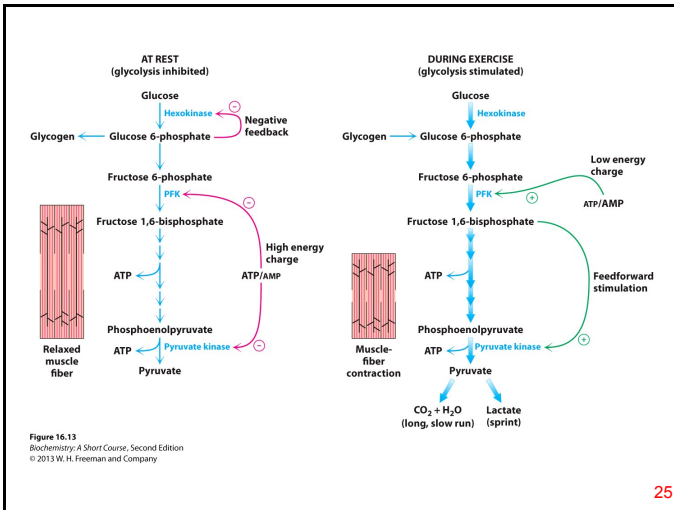 AT REST
(glycolysis inhibited)
Glucose
Hexokinase
−
Negative
feedback
Glycogen
Glucose 6-phosphate
Fructose 6-phosphate
PFK
−
Fructose 1,6-bisphosphate
High energy
charge
ATP/AMP
ATP
Phosphoenolpyruvate
ATP
Pyruvate kinase
−
Pyruvate
Relaxed
muscle
fiber
DURING EXERCISE
(glycolysis stimulated)
Glucose
Hexokinase
Glycogen
Glucose 6-phosphate
Low energy
charge
Fructose 6-phosphate
PFK
+
ATP/AMP
Fructose 1,6-bisphosphate
ATP
Feedforward
stimulation
Phosphoenolpyruvate
ATP
Pyruvate kinase
+
Pyruvate
Muscle-
fiber
contraction
CO₂ + H₂O
(long, slow run)
Lactate
(sprint)
Figure 16.13
Biochemistry: A Short Course, Second Edition
© 2013 W. H. Freeman and Company
25